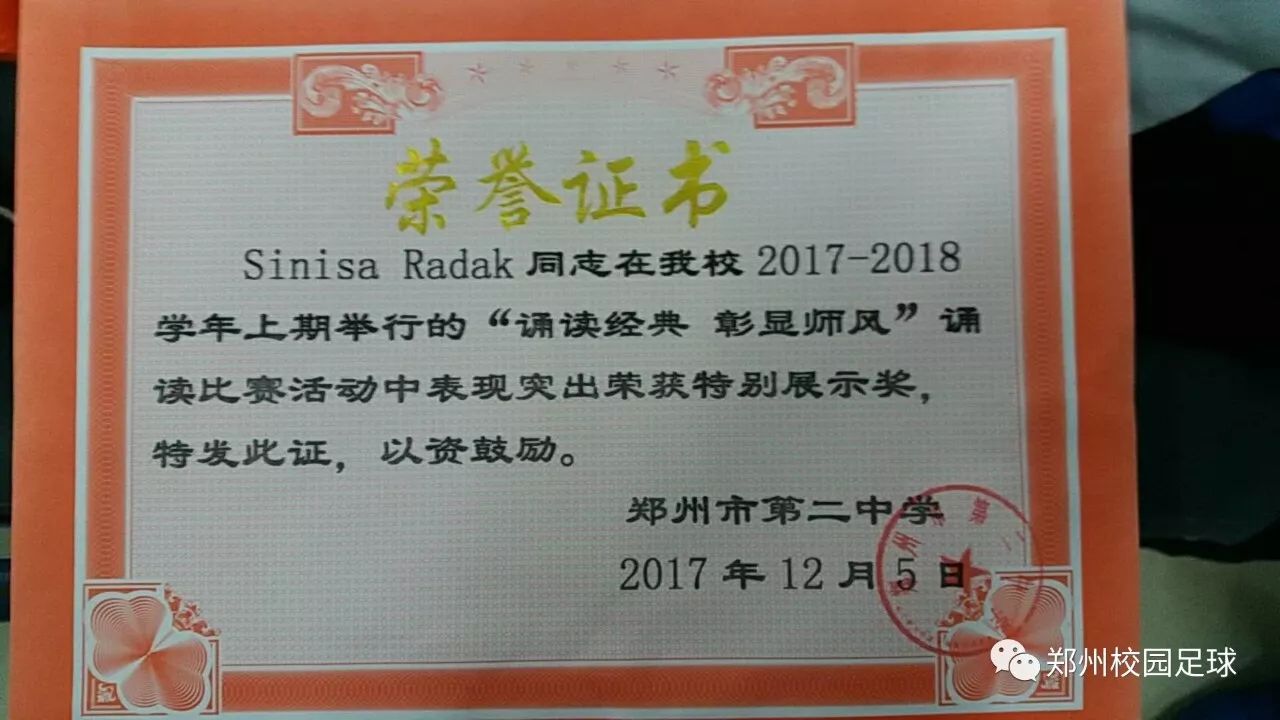 荣誉证书
Sinisa Radak 同志在我校 2017-2018
学年上期举行的“诵读经典 彰显师风”诵
读比赛活动中表现突出荣获特别展示奖，
特发此证，以资鼓励。
郑州市第二中学
2017 年 12 月 5 日
郑州校园足球